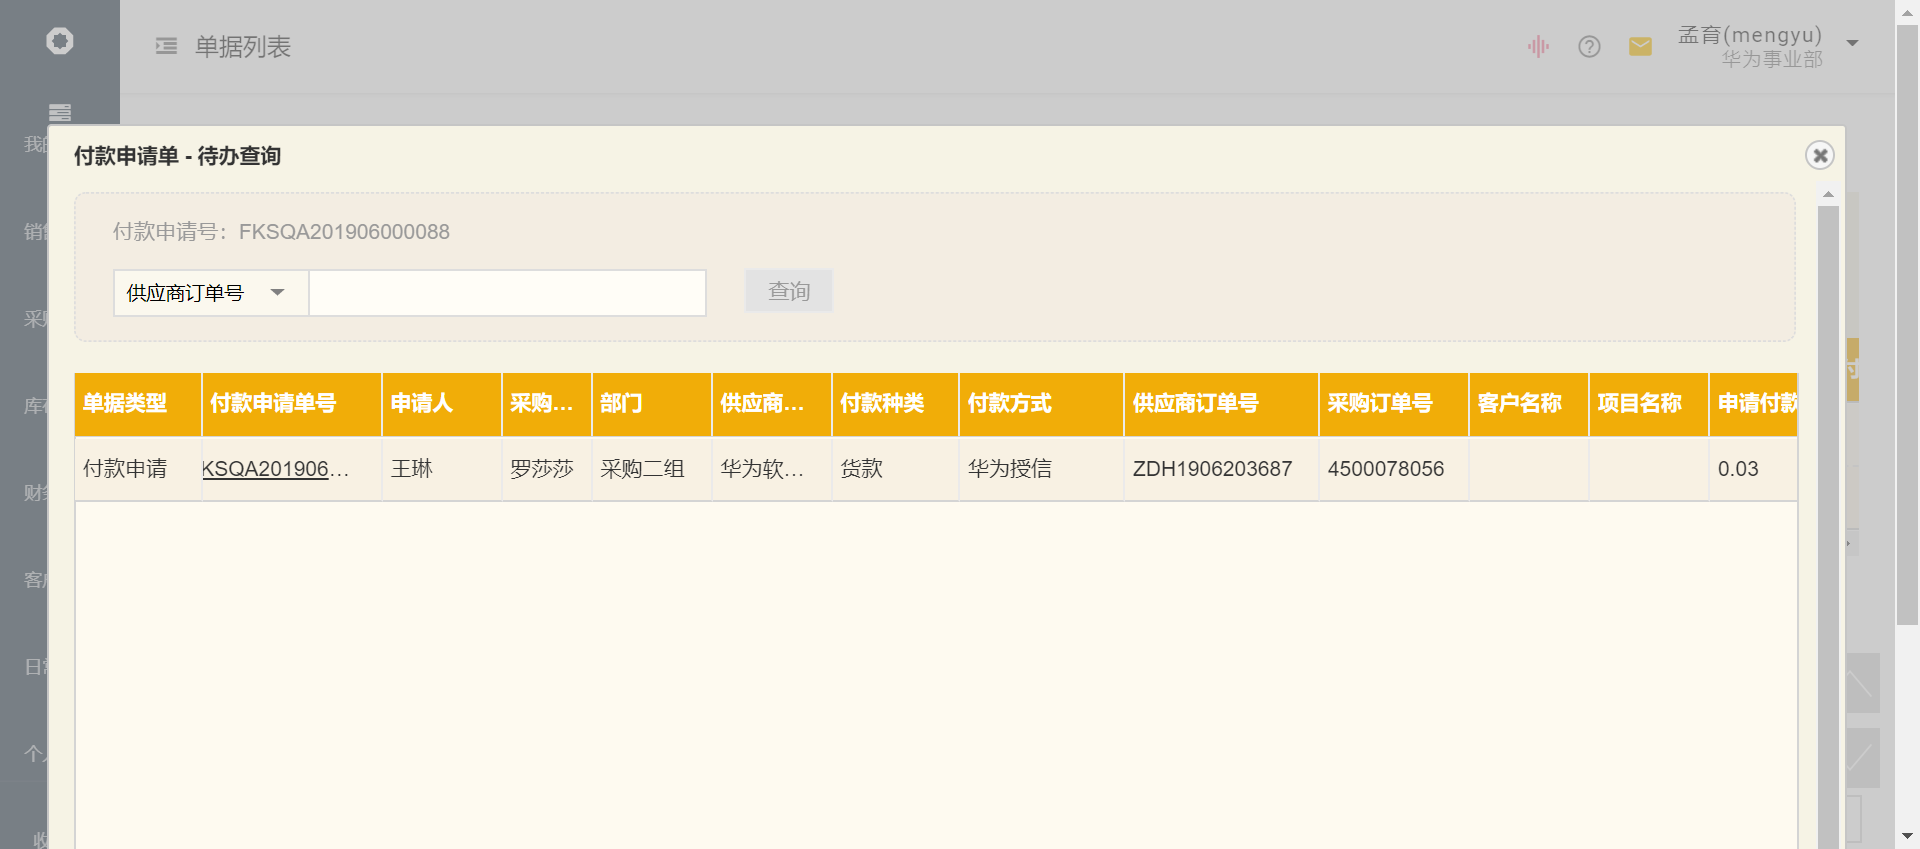 单据列表
孟育(mengyu)
华为事业部
付款申请单 - 待办查询
付款申请号：FKSQA201906000088
供应商订单号
查询
单据类型 付款申请单号 申请人 采购... 部门 供应商... 付款种类 付款方式 供应商订单号 采购订单号 客户名称 项目名称 申请付款
付款申请 KSQA201906... 王琳 罗莎莎 采购二组 华为软... 货款 华为授信 ZDH1906203687 4500078056 0.03
我
销
采
库
财
客
日
个
收